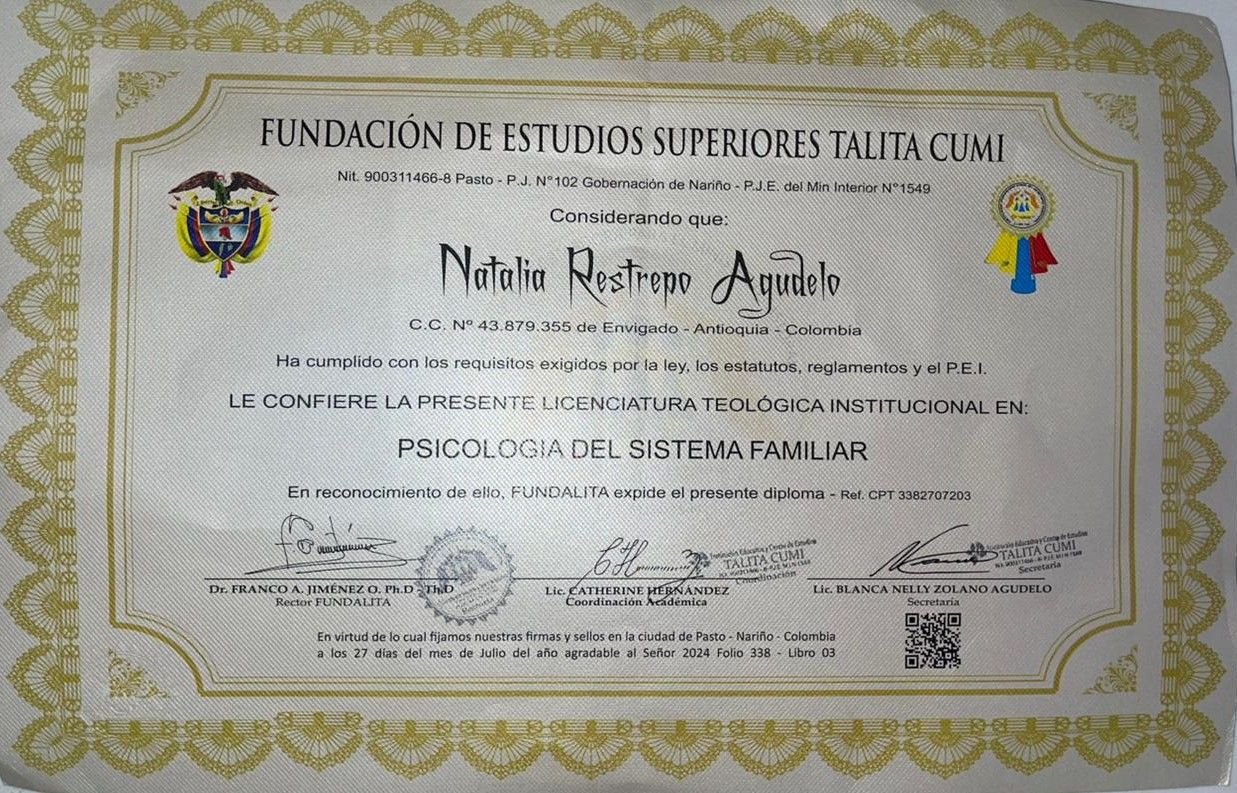 FUNDACIÓN DE ESTUDIOS SUPERIORES TALITA CUMI
Nit. 900311466-8 Pasto - P.J. N°102 Gobernación de Nariño - P.J.E. del Min Interior N°1549
Considerando que:
Natalia Restrepo Agudelo
C.C. Nº 43.879.355 de Envigado - Antioquia - Colombia
Ha cumplido con los requisitos exigidos por la ley, los estatutos, reglamentos y el P.E.I.
LE CONFIERE LA PRESENTE LICENCIATURA TEOLÓGICA INSTITUCIONAL EN:
PSICOLOGIA DEL SISTEMA FAMILIAR
En reconocimiento de ello, FUNDALITA expide el presente diploma - Ref. CPT 3382707203
TALITA CUMI
Coordinación
TALITA CUMI
Secretaria
Dr. FRANCO A. JIMÉNEZ O. Ph.D - Th.D
Rector FUNDALITA
Lic. CATHERINE HERNÁNDEZ
Coordinación Académica
Lic. BLANCA NELLY ZOLANO AGUDELO
Secretaria
En virtud de lo cual fijamos nuestras firmas y sellos en la ciudad de Pasto - Nariño - Colombia
a los 27 días del mes de Julio del año agradable al Señor 2024 Folio 338 - Libro 03